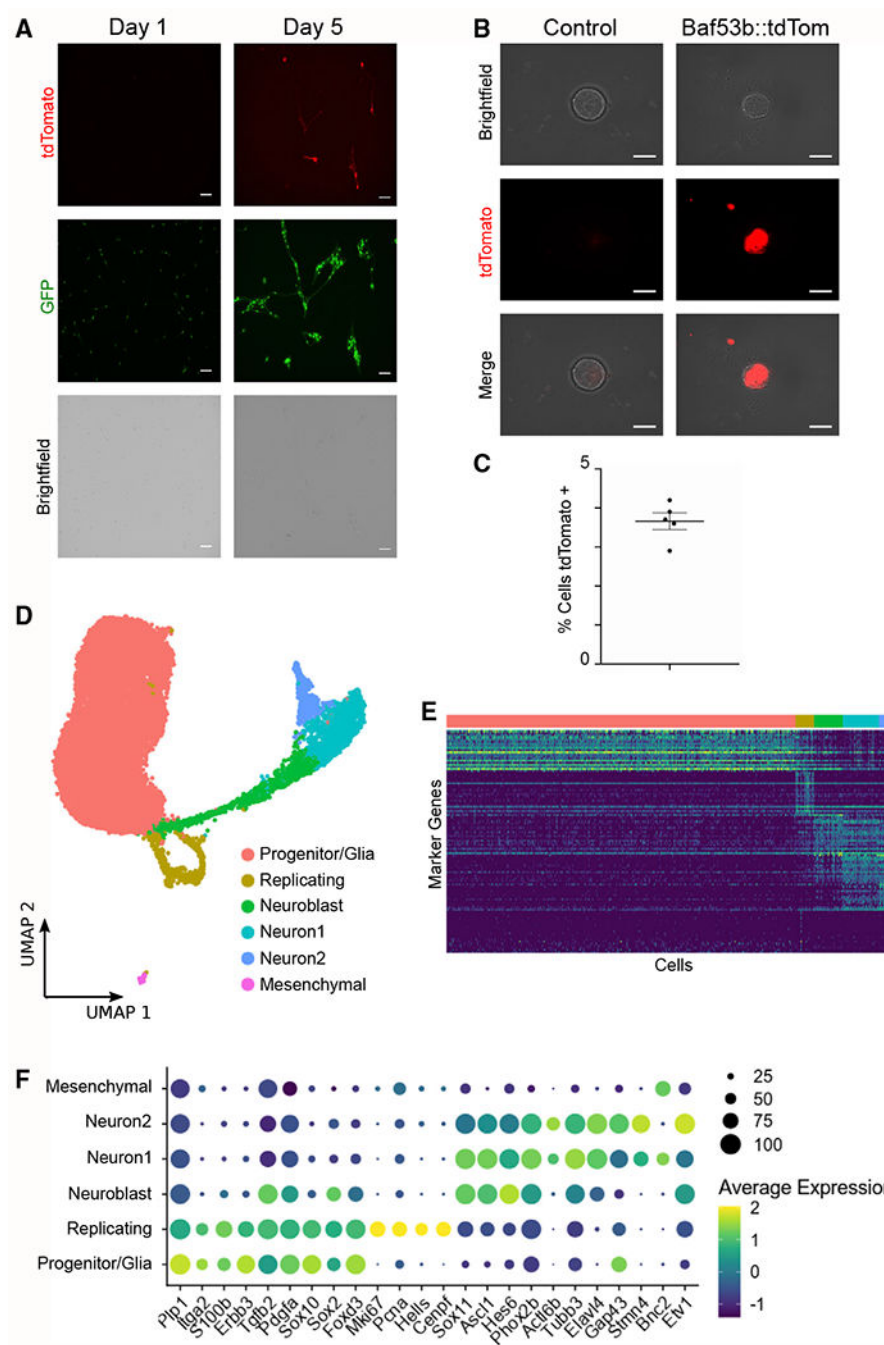 A
Day 1
Day 5
tdTomato
GFP
Brightfield
B
Control
Baf53b::tdTom
Brightfield
tdTomato
Merge
C
% Cells tdTomato +
5
0
D
Progenitor/Glia
Replicating
Neuroblast
Neuron1
Neuron2
Mesenchymal
UMAP 2
UMAP 1
E
Marker Genes
Cells
F
Mesenchymal
Neuron2
Neuron1
Neuroblast
Replicating
Progenitor/Glia
Plp1
Itga2
S100b
Erbb3
Tgfb2
Pdgfa
Sox10
Sox2
Foxd3
Mki67
Pcna
Hells
Cenpf
Sox11
Ascl1
Hes6
Phox2b
Actl6b
Tubb3
Elavl4
Gap43
Stmn4
Bnc2
Etv1
25
50
75
100
Average Expression
2
1
0
-1